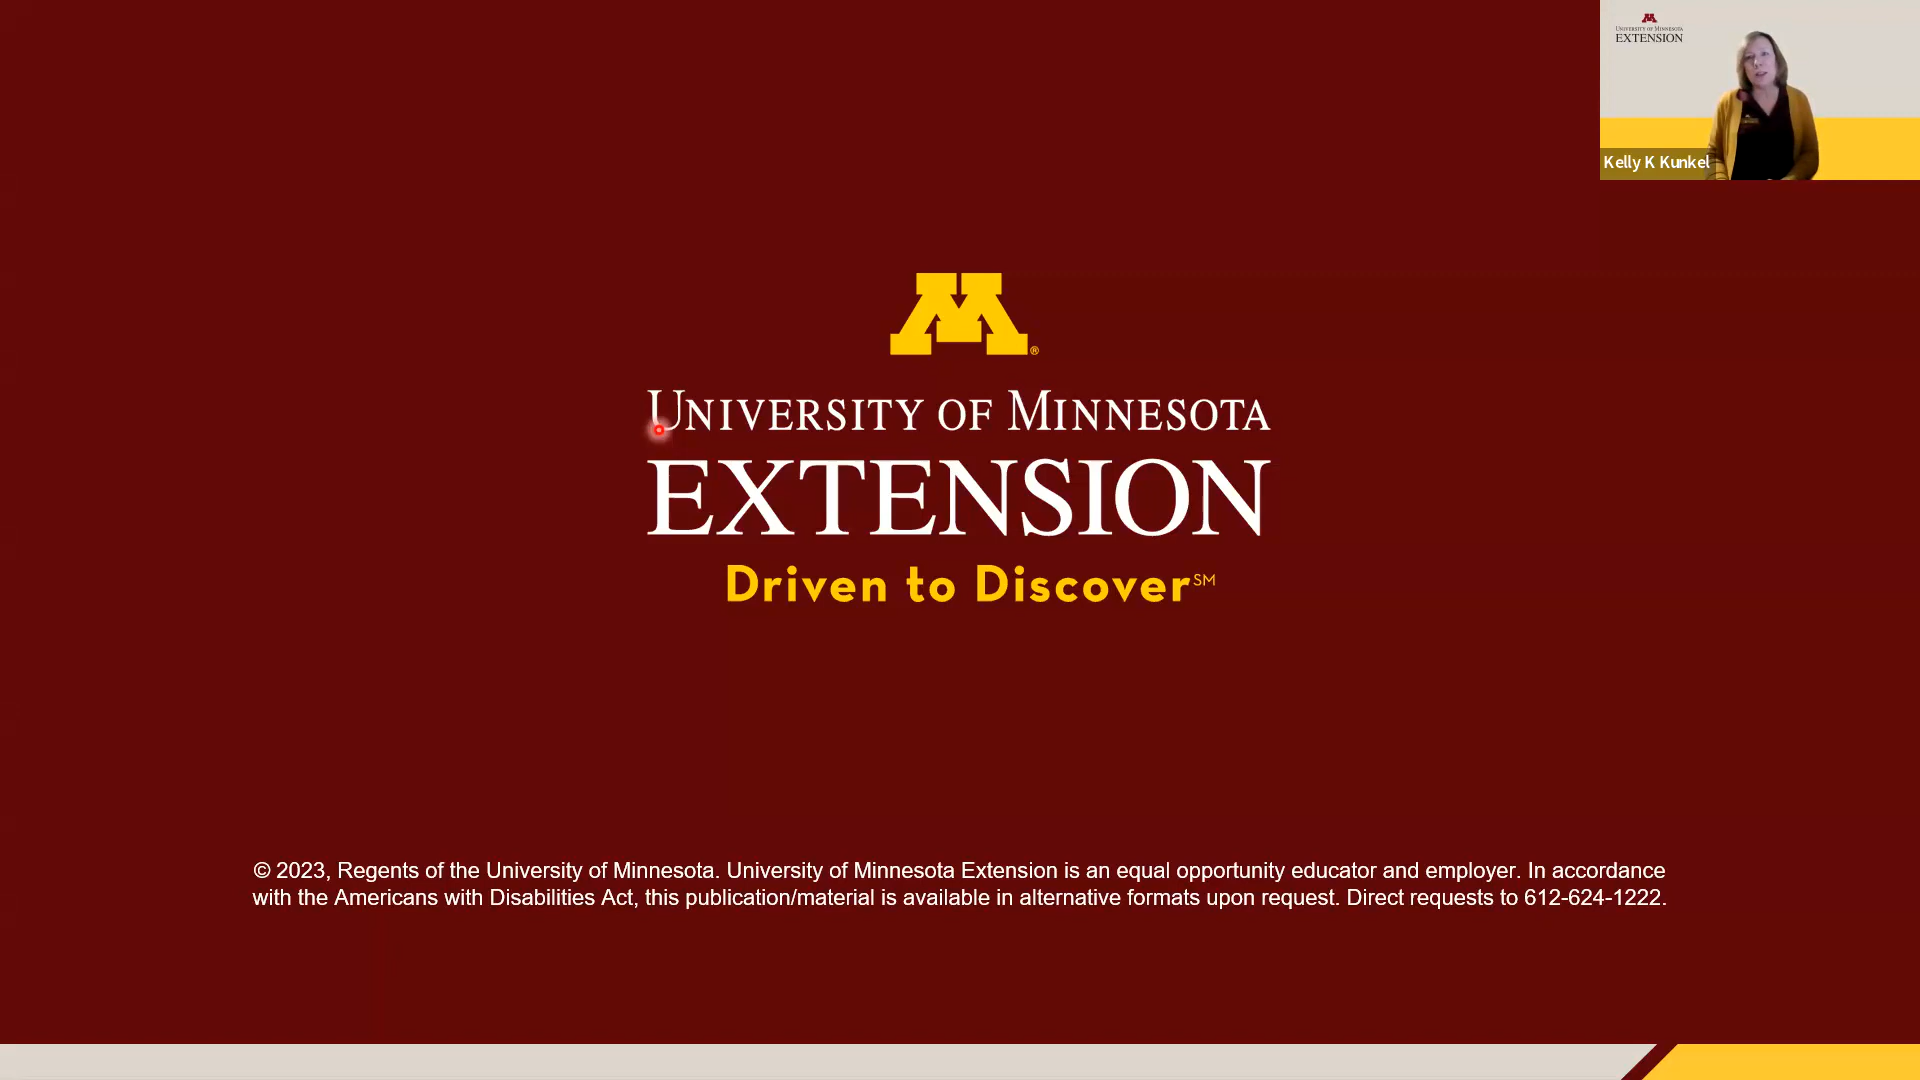 UNIVERSITY OF MINNESOTA
EXTENSION
Kelly K Kunkel
M®
UNIVERSITY OF MINNESOTA
EXTENSION
Driven to Discover℠
© 2023, Regents of the University of Minnesota. University of Minnesota Extension is an equal opportunity educator and employer. In accordance
with the Americans with Disabilities Act, this publication/material is available in alternative formats upon request. Direct requests to 612-624-1222.